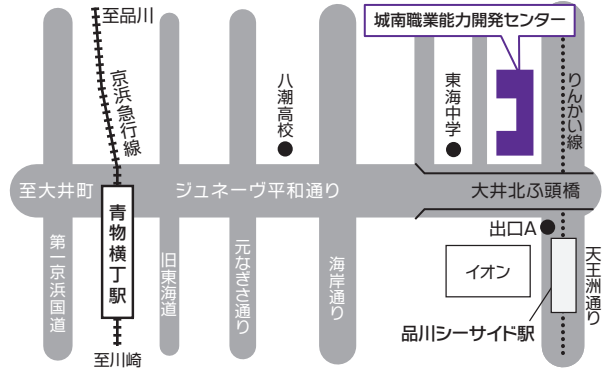 至品川
城南職業能力開発センター
京浜急行線
八潮高校
東海中学
りんかい線
至大井町
ジュネーヴ平和通り
大井北ふ頭橋
青物横丁駅
出口A
第一京浜国道
旧東海道
元なぎさ通り
海岸通り
イオン
天王洲通り
品川シーサイド駅
至川崎